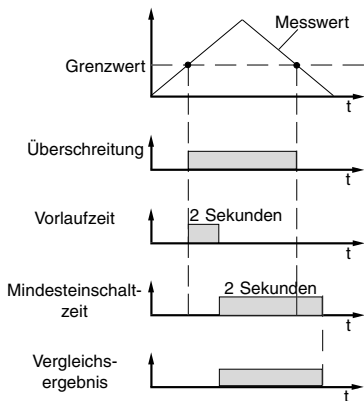 Messwert
Grenzwert
t
Überschreitung
t
2 Sekunden
Vorlaufzeit
t
2 Sekunden
Mindesteinschalt-
zeit
t
Vergleichs-
ergebnis
t